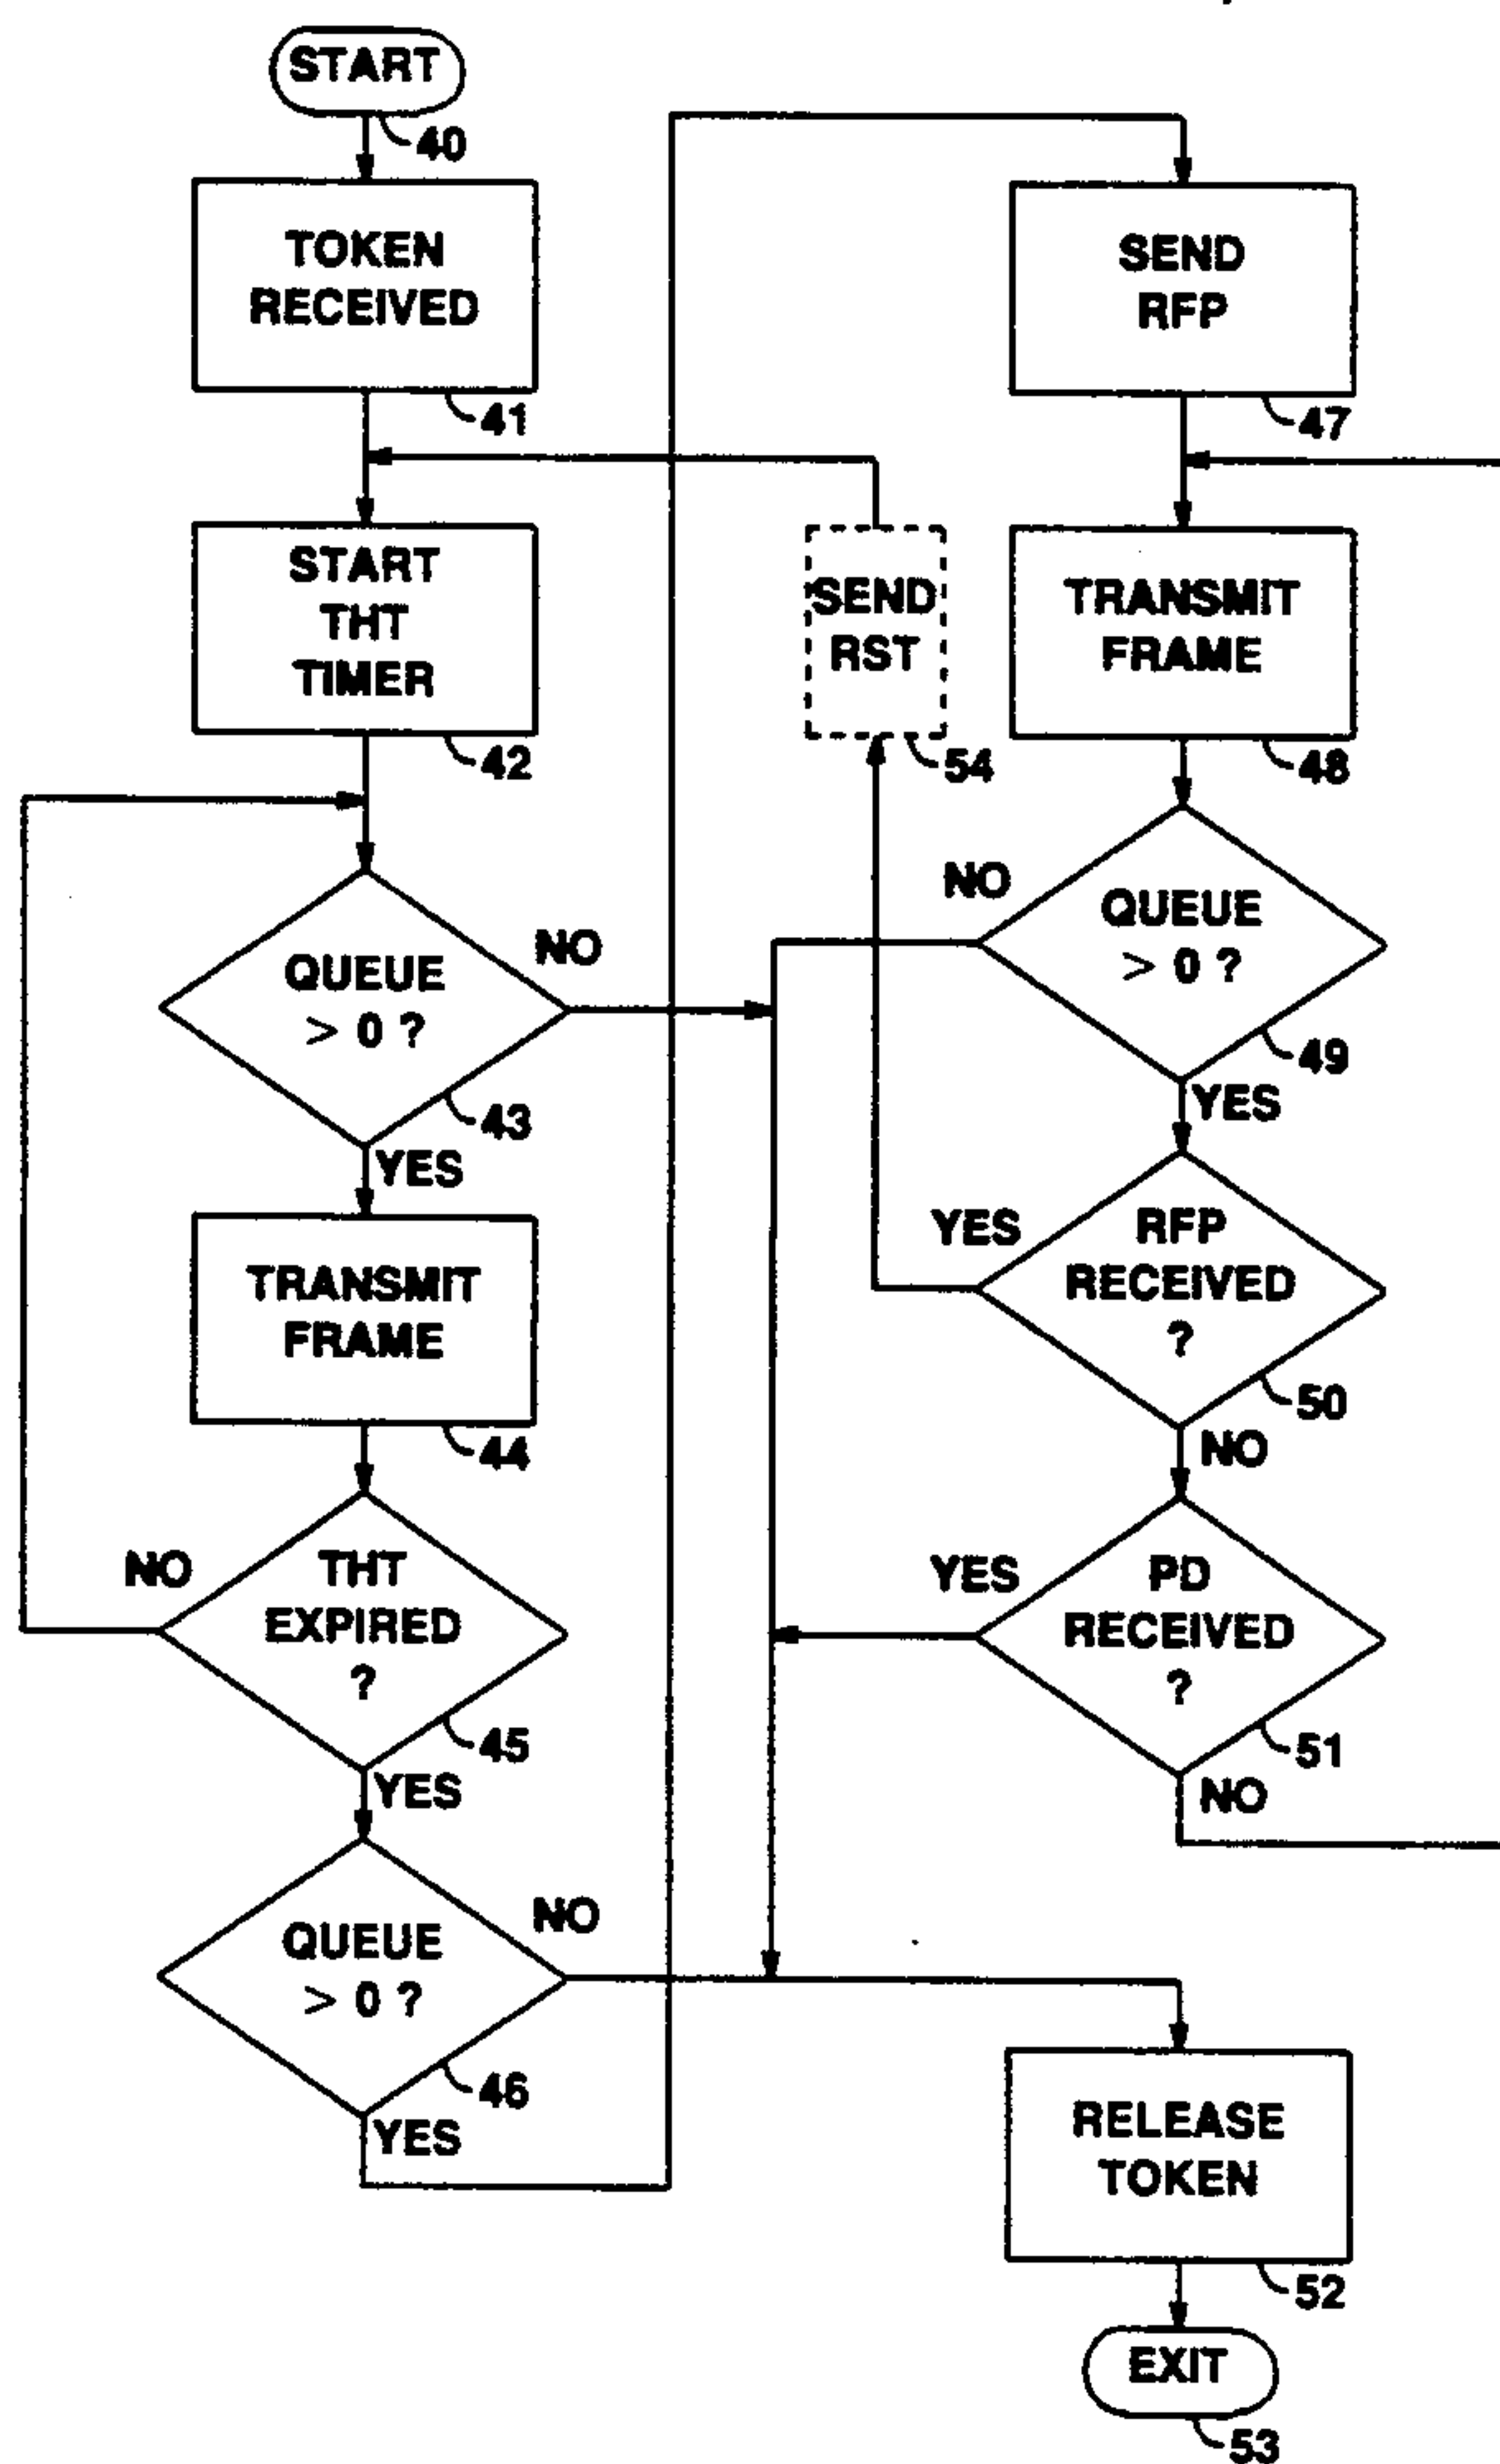 START
40
TOKEN
RECEIVED
41
START
THT
TIMER
42
QUEUE
> 0 ?
NO
43
YES
TRANSMIT
FRAME
44
THT
EXPIRED
?
NO
45
YES
QUEUE
> 0 ?
NO
46
YES
SEND
RFP
47
SEND
RST
54
TRANSMIT
FRAME
48
NO
QUEUE
> 0 ?
49
YES
YES
RFP
RECEIVED
?
50
NO
YES
PD
RECEIVED
?
51
NO
RELEASE
TOKEN
52
EXIT
53